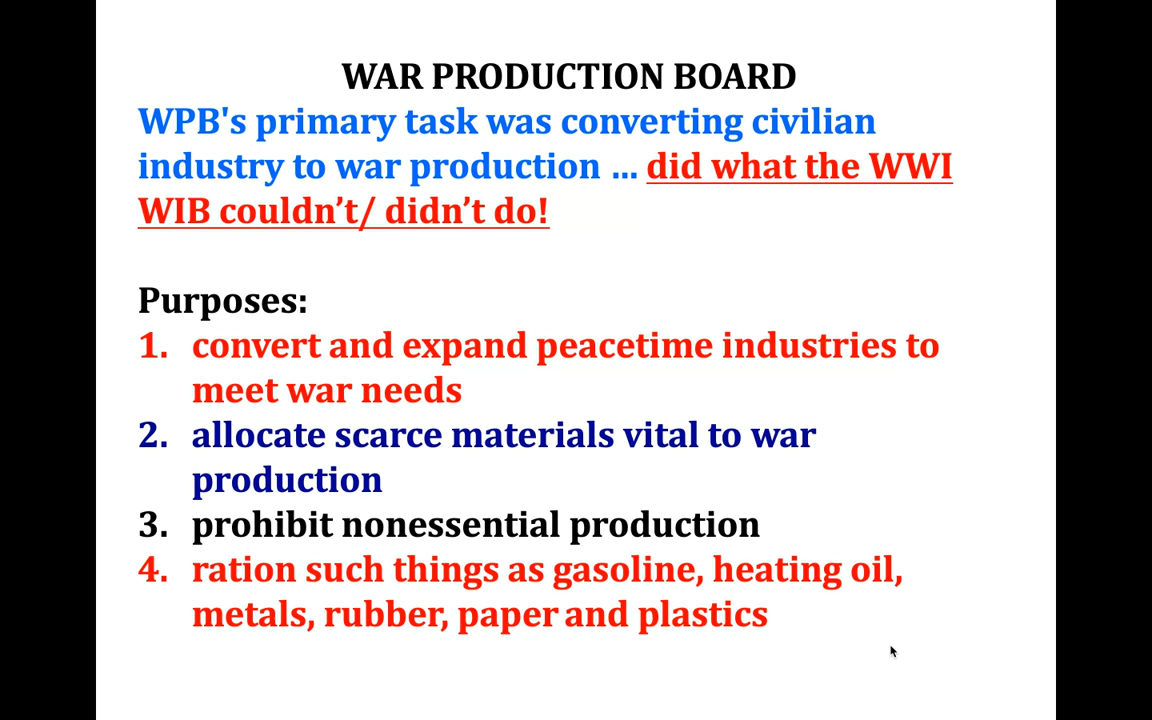 WAR PRODUCTION BOARD
WPB's primary task was converting civilian
industry to war production ... did what the WWI
WIB couldn’t/ didn’t do!
Purposes:
1. convert and expand peacetime industries to
meet war needs
2. allocate scarce materials vital to war
production
3. prohibit nonessential production
4. ration such things as gasoline, heating oil,
metals, rubber, paper and plastics